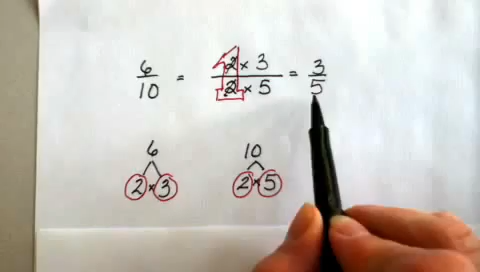 6/10 = 2 × 3/2 × 5 = 3/5
6 10
2 × 3 2 × 5